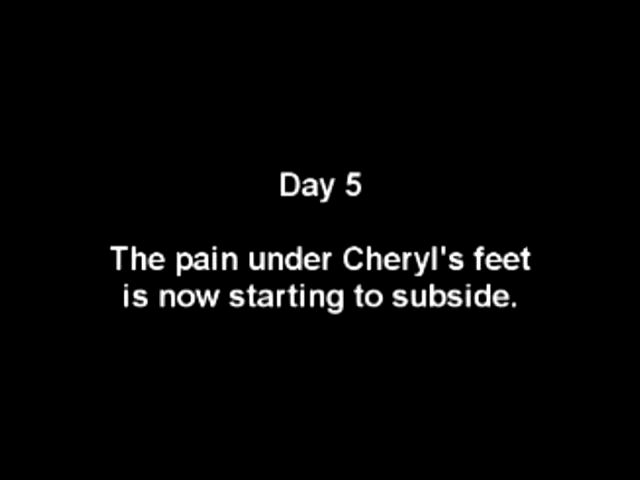 Day 5
The pain under Cheryl's feet
is now starting to subside.